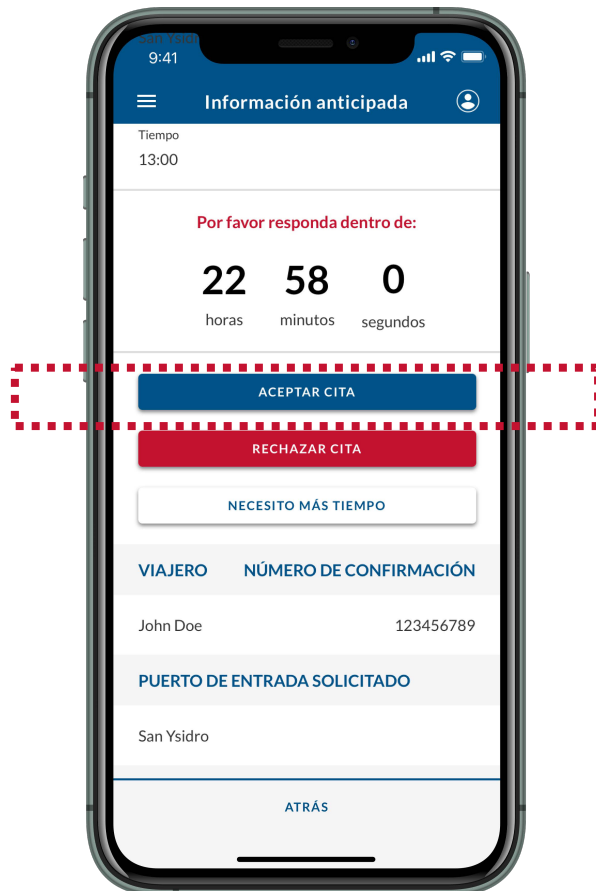 San Ysidro
9:41
Información anticipada
Tiempo
13:00
Por favor responda dentro de:
22 58 0
horas minutos segundos
ACEPTAR CITA
RECHAZAR CITA
NECESITO MÁS TIEMPO
VIAJERO NÚMERO DE CONFIRMACIÓN
John Doe 123456789
PUERTO DE ENTRADA SOLICITADO
San Ysidro
ATRÁS